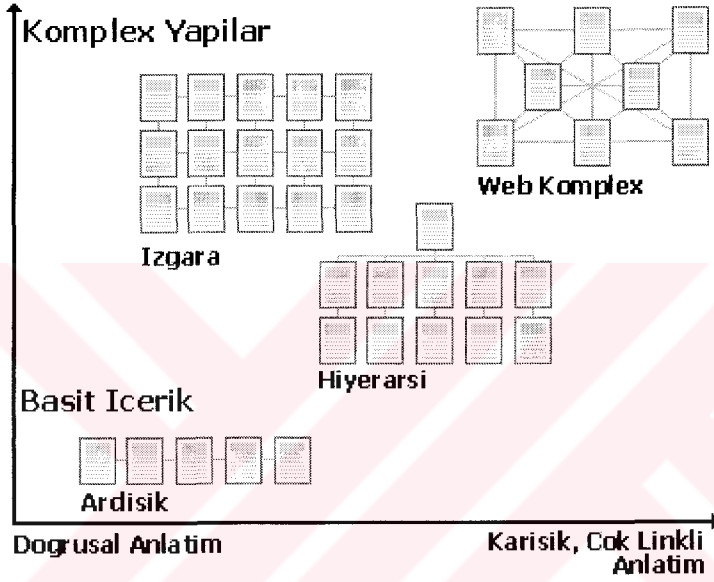 Komplex Yapilar
Web Komplex
Izgara
Hiyerarsi
Basit Icerik
Ardisik
Dogrusal Anlatim
Karisik, Cok Linkli
Anlatim